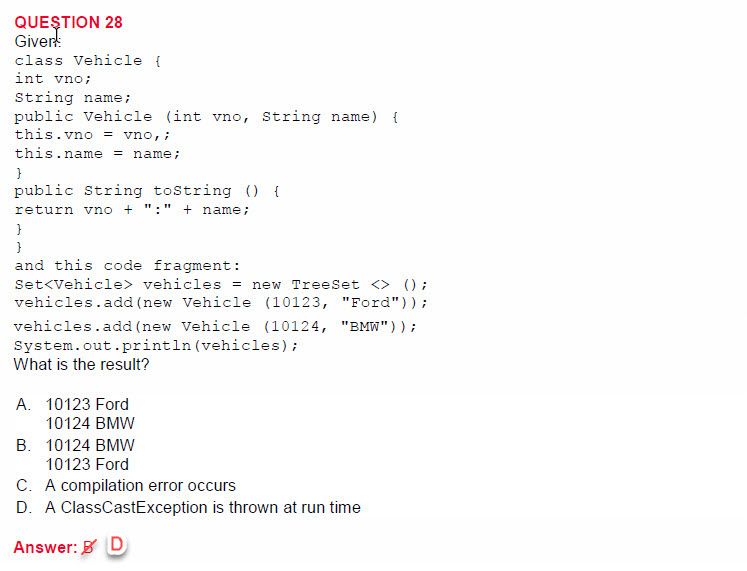 QUESTION 28
Given:
class Vehicle {
int vno;
String name;
public Vehicle (int vno, String name) {
this.vno = vno,;
this.name = name;
}
public String toString () {
return vno + ":" + name;
}
}
and this code fragment:
Set<Vehicle> vehicles = new TreeSet <> ();
vehicles.add(new Vehicle (10123, "Ford"));
vehicles.add(new Vehicle (10124, "BMW"));
System.out.println(vehicles);
What is the result?
A. 10123 Ford
10124 BMW
B. 10124 BMW
10123 Ford
C. A compilation error occurs
D. A ClassCastException is thrown at run time
Answer: B D